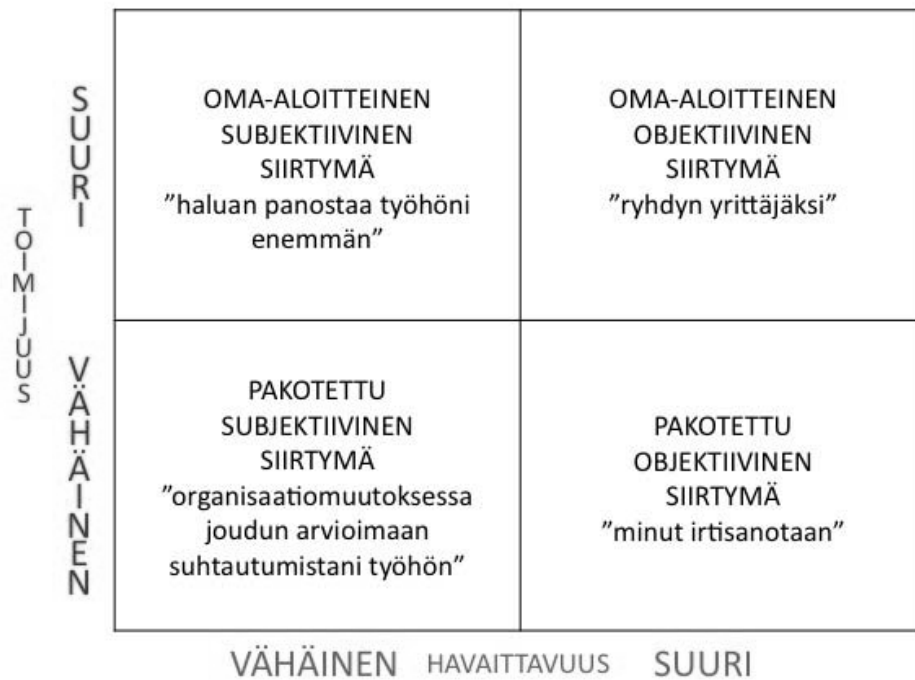 TOIMIJUUS
SUURI
OMA-ALOITTEINEN
SUBJEKTIIVINEN
SIIRTYMÄ
”haluan panostaa työhöni
enemmän”
OMA-ALOITTEINEN
OBJEKTIIVINEN
SIIRTYMÄ
”ryhdyn yrittäjäksi”
VÄHÄINEN
PAKOTETTU
SUBJEKTIIVINEN
SIIRTYMÄ
”organisaatiomuutoksessa
joudun arvioimaan
suhtautumistani työhön”
PAKOTETTU
OBJEKTIIVINEN
SIIRTYMÄ
”minut irtisanotaan”
VÄHÄINEN HAVAITTAVUUS SUURI